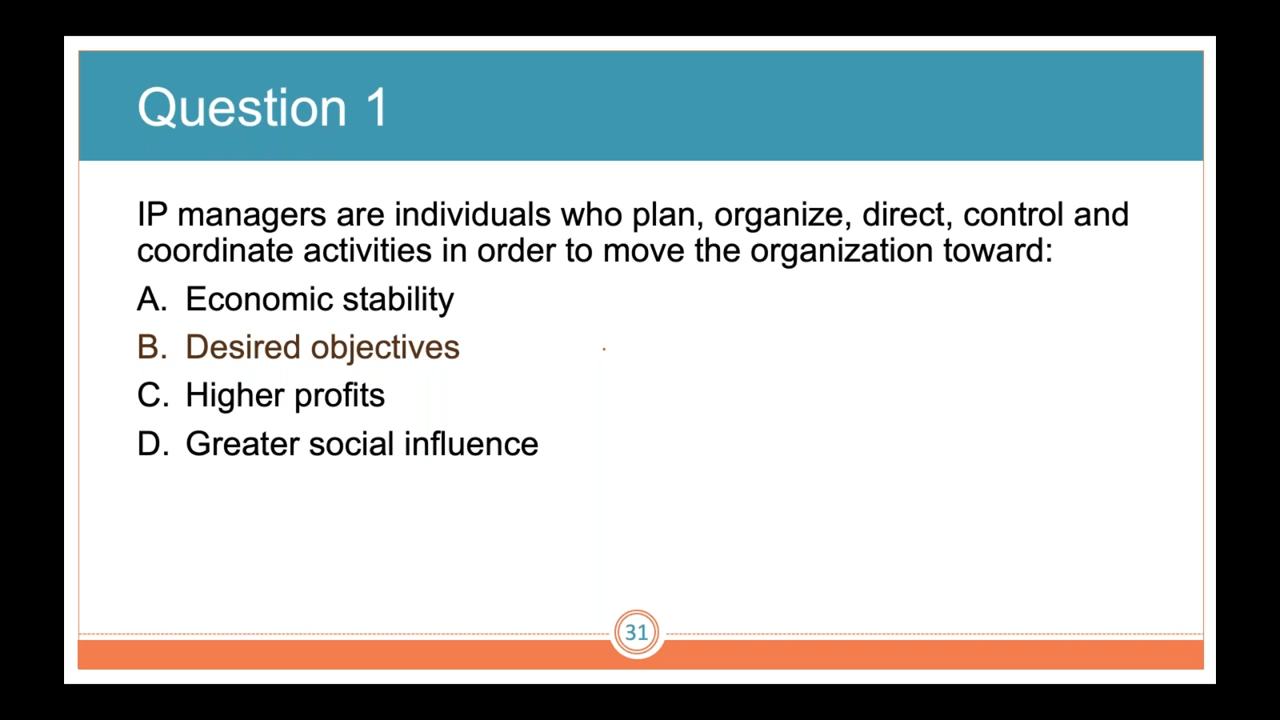 Question 1
IP managers are individuals who plan, organize, direct, control and
coordinate activities in order to move the organization toward:
A. Economic stability
B. Desired objectives
C. Higher profits
D. Greater social influence
31